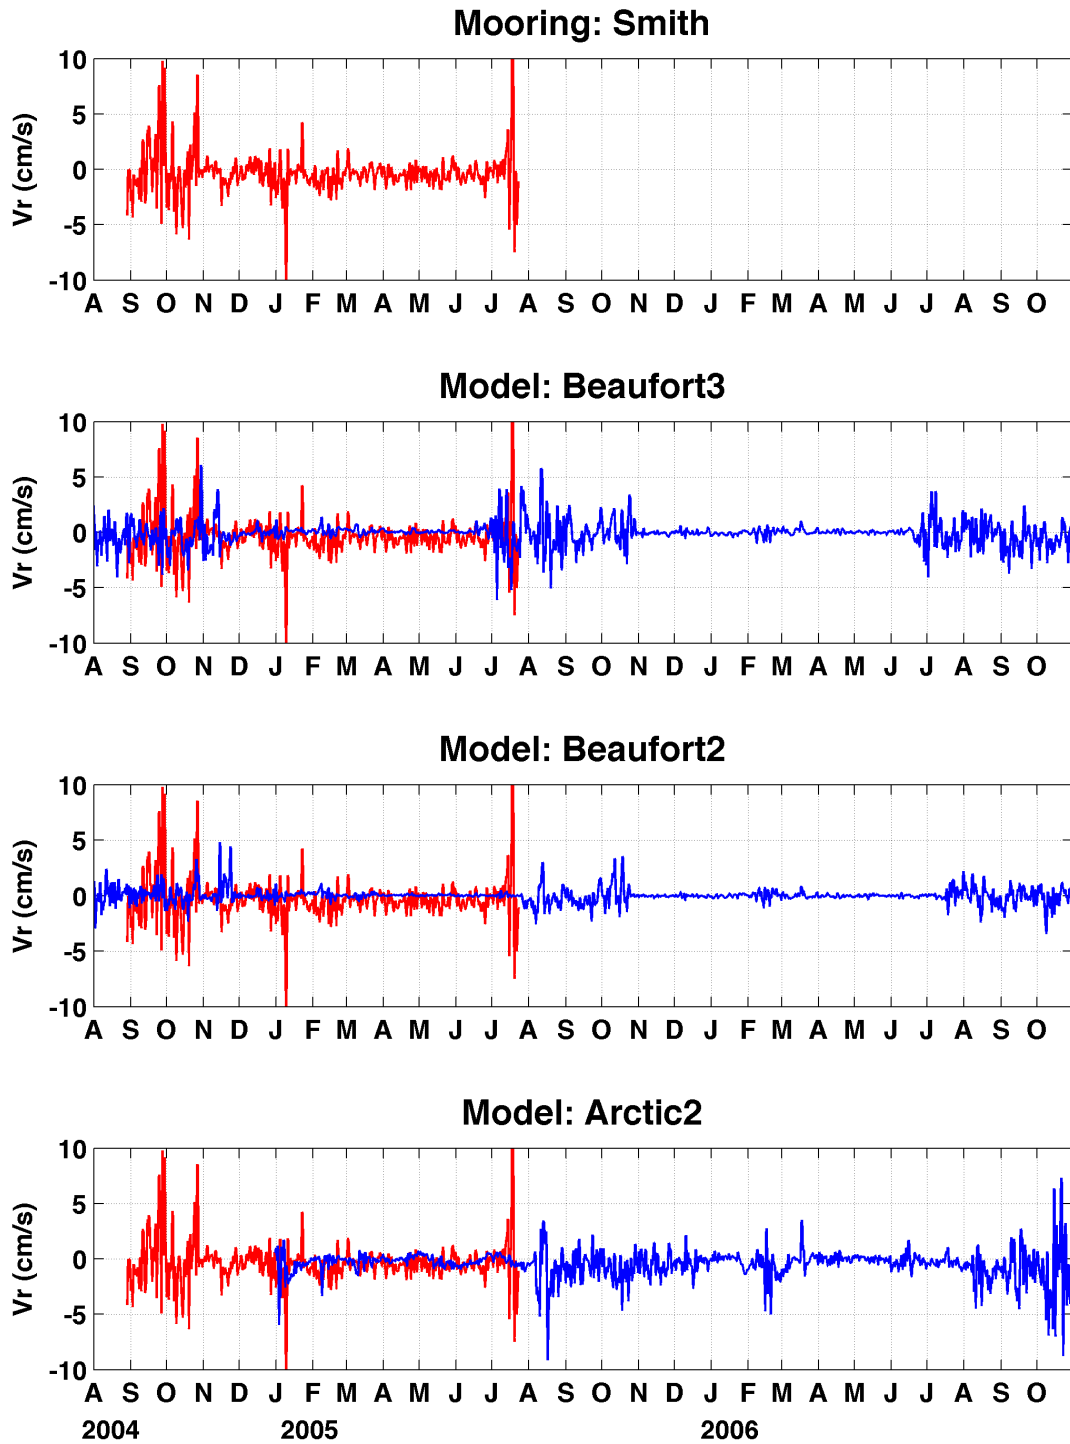 Mooring: Smith
Vr (cm/s)
10
5
0
-5
-10
A S O N D J F M A M J J A S O N D J F M A M J J A S O
Model: Beaufort3
Vr (cm/s)
10
5
0
-5
-10
A S O N D J F M A M J J A S O N D J F M A M J J A S O
Model: Beaufort2
Vr (cm/s)
10
5
0
-5
-10
A S O N D J F M A M J J A S O N D J F M A M J J A S O
Model: Arctic2
Vr (cm/s)
10
5
0
-5
-10
A S O N D J F M A M J J A S O N D J F M A M J J A S O
2004 2005 2006